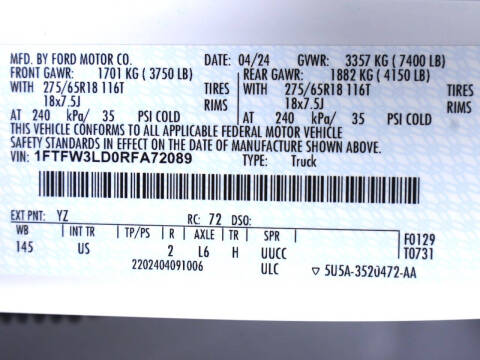 MFD. BY FORD MOTOR CO. DATE: 04/24 GVWR: 3357 KG ( 7400 LB)
FRONT GAWR: 1701 KG ( 3750 LB) REAR GAWR: 1882 KG ( 4150 LB)
WITH 275/65R18 116T TIRES WITH 275/65R18 116T TIRES
18x7.5J RIMS 18x7.5J RIMS
AT 240 kPa/ 35 PSI COLD AT 240 kPa/ 35 PSI COLD
THIS VEHICLE CONFORMS TO ALL APPLICABLE FEDERAL MOTOR VEHICLE
SAFETY STANDARDS IN EFFECT ON THE DATE OF MANUFACTURE SHOWN ABOVE.
VIN: 1FTFW3LD0RFA72089 TYPE: Truck
EXT PNT: YZ RC: 72 DSO:
WB INT TR TP/PS R AXLE TR SPR F0129
145 US 2 L6 H UUCC T0731
2202404091006 ULC ▽ 5U5A-3520472-AA